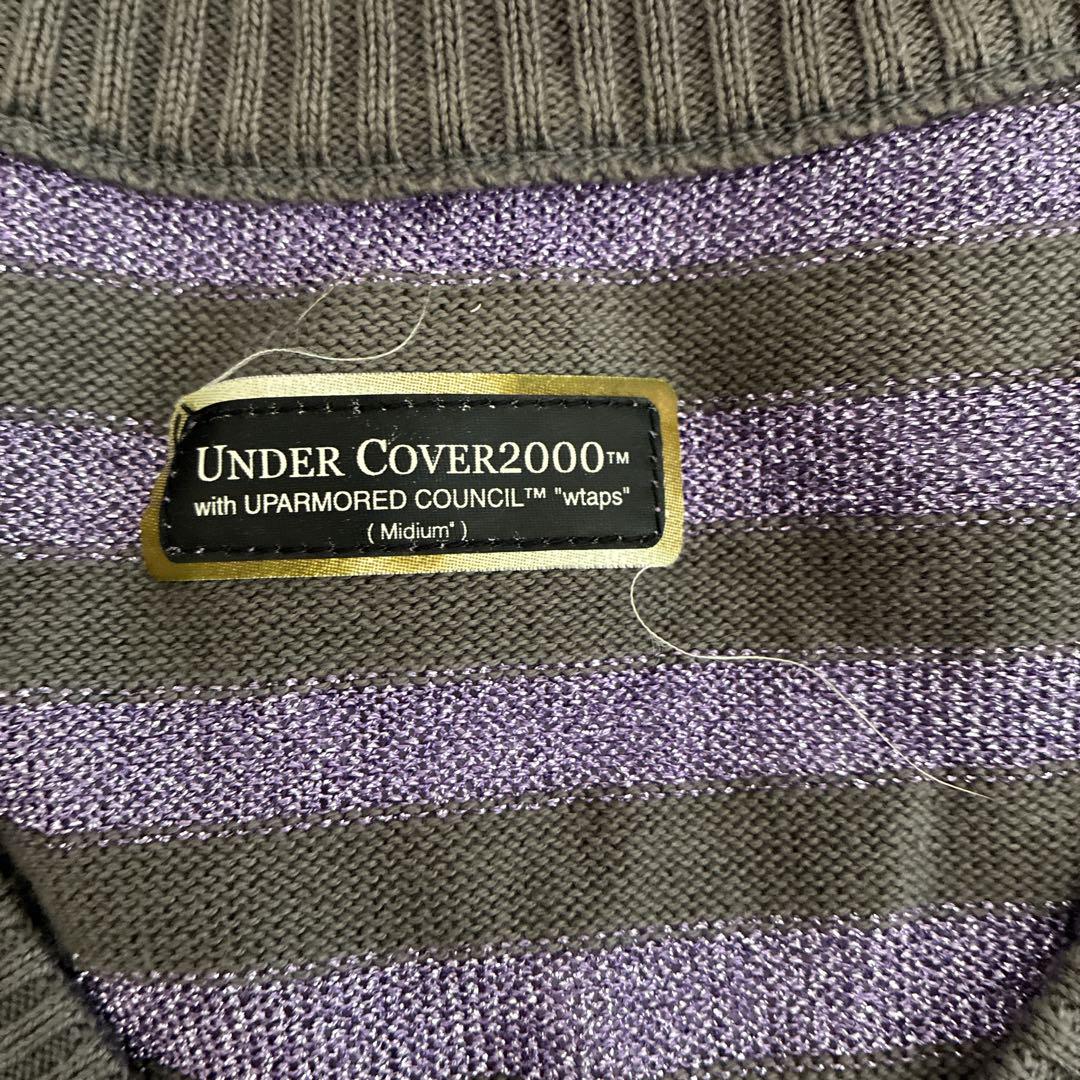 UNDER COVER2000™
with UPARMORED COUNCIL™ "wtaps"
( Midium" )